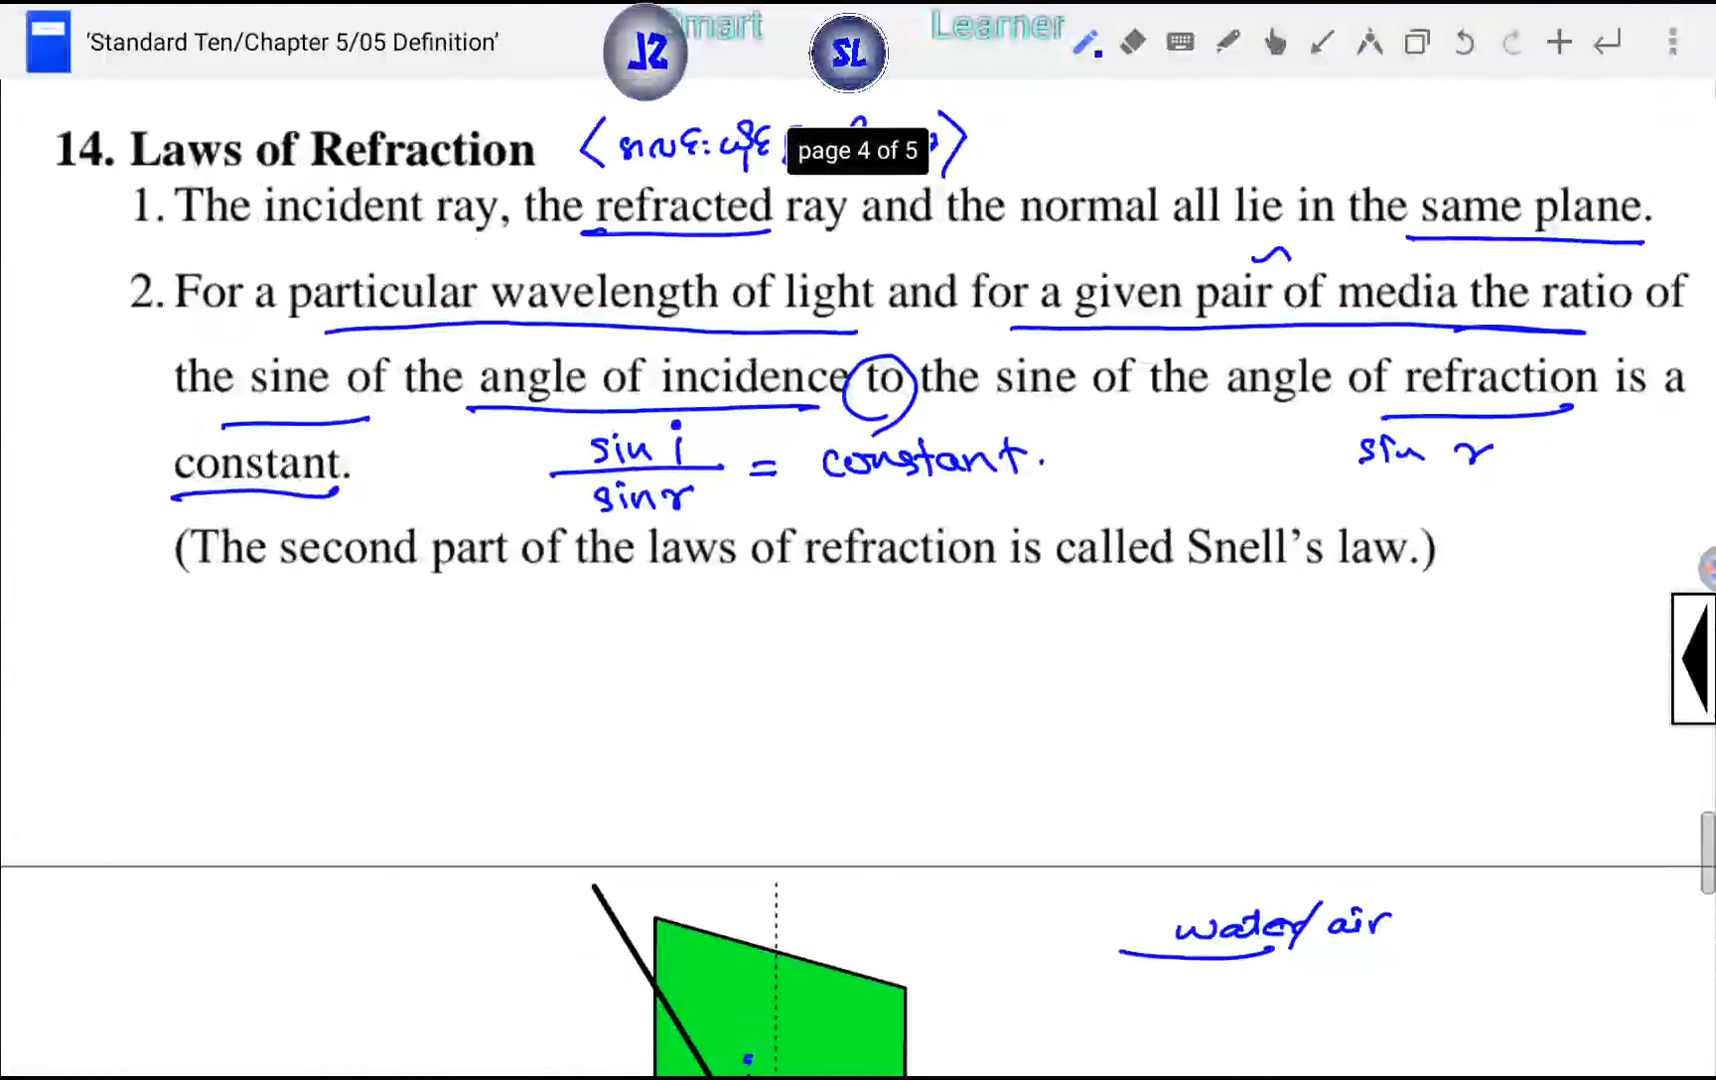 'Standard Ten/Chapter 5/05 Definition'
JZ
Smart
SL
Learner
14. Laws of Refraction
page 4 of 5
1. The incident ray, the refracted ray and the normal all lie in the same plane.
2. For a particular wavelength of light and for a given pair of media the ratio of
the sine of the angle of incidence to the sine of the angle of refraction is a
constant.
sin i
sin r
= constant.
sin r
(The second part of the laws of refraction is called Snell's law.)
water/air